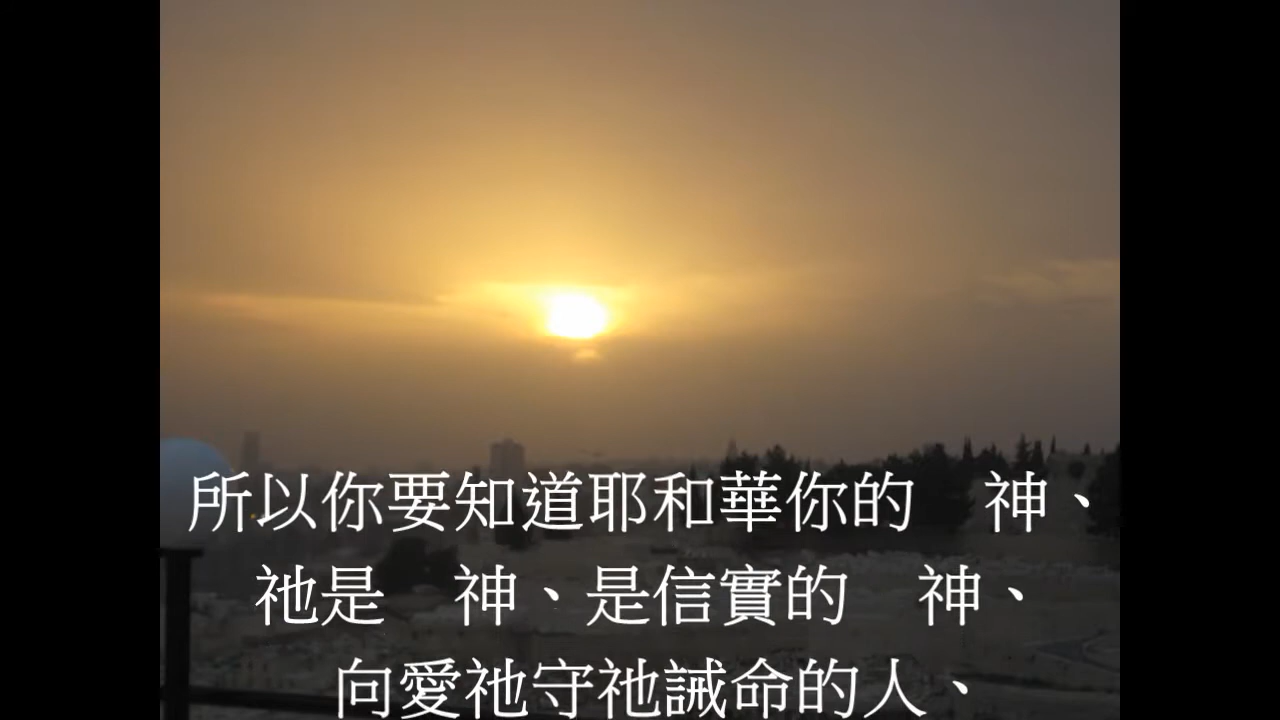 所以你要知道耶和華你的　神、
祂是　神、是信實的　神、
向愛祂守祂誡命的人、